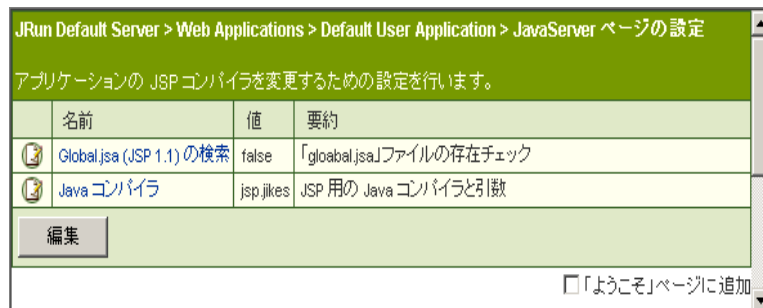 JRun Default Server > Web Applications > Default User Application > JavaServer ページの設定
アプリケーションの JSP コンパイラを変更するための設定を行います。
名前 値 要約
Global.jsa (JSP 1.1) の検索 false 「gloabal.jsa」ファイルの存在チェック
Java コンパイラ jsp.jikes JSP 用の Java コンパイラと引数
編集
「ようこそ」ページに追加